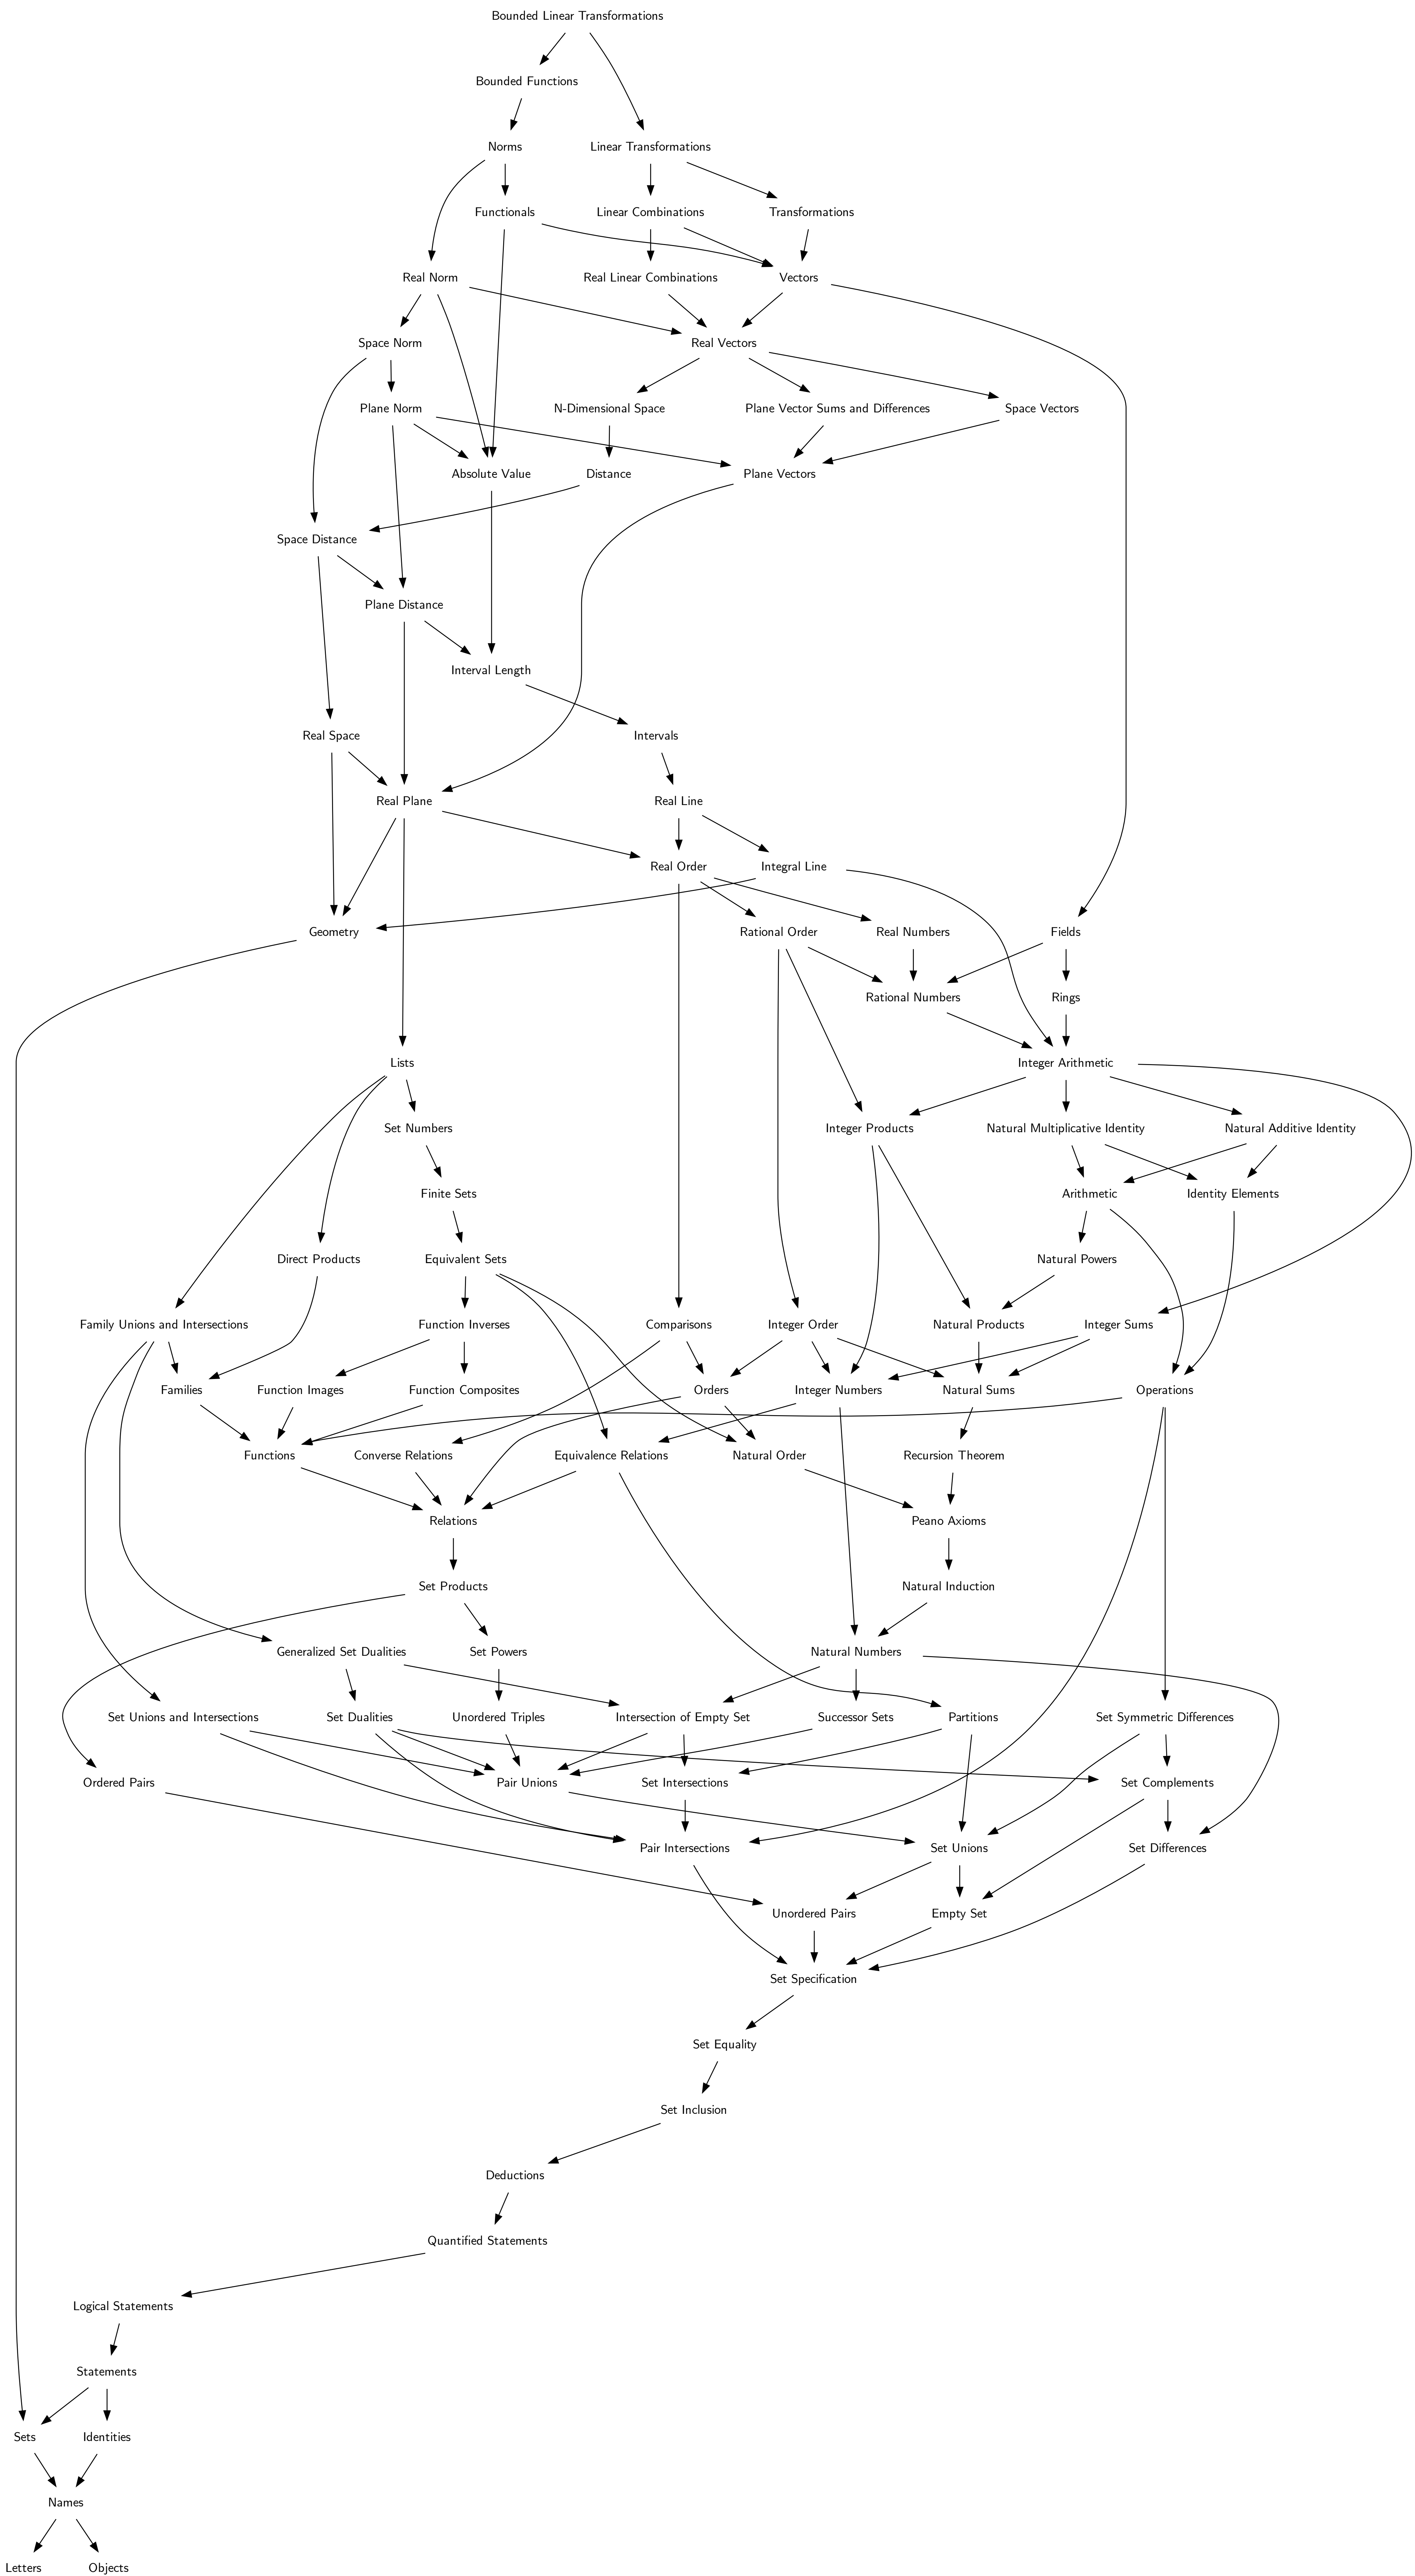 Bounded Linear Transformations
Bounded Functions
Norms
Linear Transformations
Functionals
Linear Combinations
Transformations
Real Norm
Real Linear Combinations
Vectors
Space Norm
Real Vectors
Plane Norm
N-Dimensional Space
Plane Vector Sums and Differences
Space Vectors
Absolute Value
Distance
Plane Vectors
Space Distance
Plane Distance
Interval Length
Real Space
Intervals
Real Plane
Real Line
Real Order
Integral Line
Geometry
Rational Order
Real Numbers
Fields
Rational Numbers
Rings
Lists
Integer Arithmetic
Set Numbers
Integer Products
Natural Multiplicative Identity
Natural Additive Identity
Finite Sets
Arithmetic
Identity Elements
Direct Products
Equivalent Sets
Natural Powers
Family Unions and Intersections
Function Inverses
Comparisons
Integer Order
Natural Products
Integer Sums
Families
Function Images
Function Composites
Orders
Integer Numbers
Natural Sums
Operations
Functions
Converse Relations
Equivalence Relations
Natural Order
Recursion Theorem
Relations
Peano Axioms
Set Products
Natural Induction
Generalized Set Dualities
Set Powers
Natural Numbers
Set Unions and Intersections
Set Dualities
Unordered Triples
Intersection of Empty Set
Successor Sets
Partitions
Set Symmetric Differences
Ordered Pairs
Pair Unions
Set Intersections
Set Complements
Pair Intersections
Set Unions
Set Differences
Unordered Pairs
Empty Set
Set Specification
Set Equality
Set Inclusion
Deductions
Quantified Statements
Logical Statements
Statements
Sets
Identities
Names
Letters
Objects